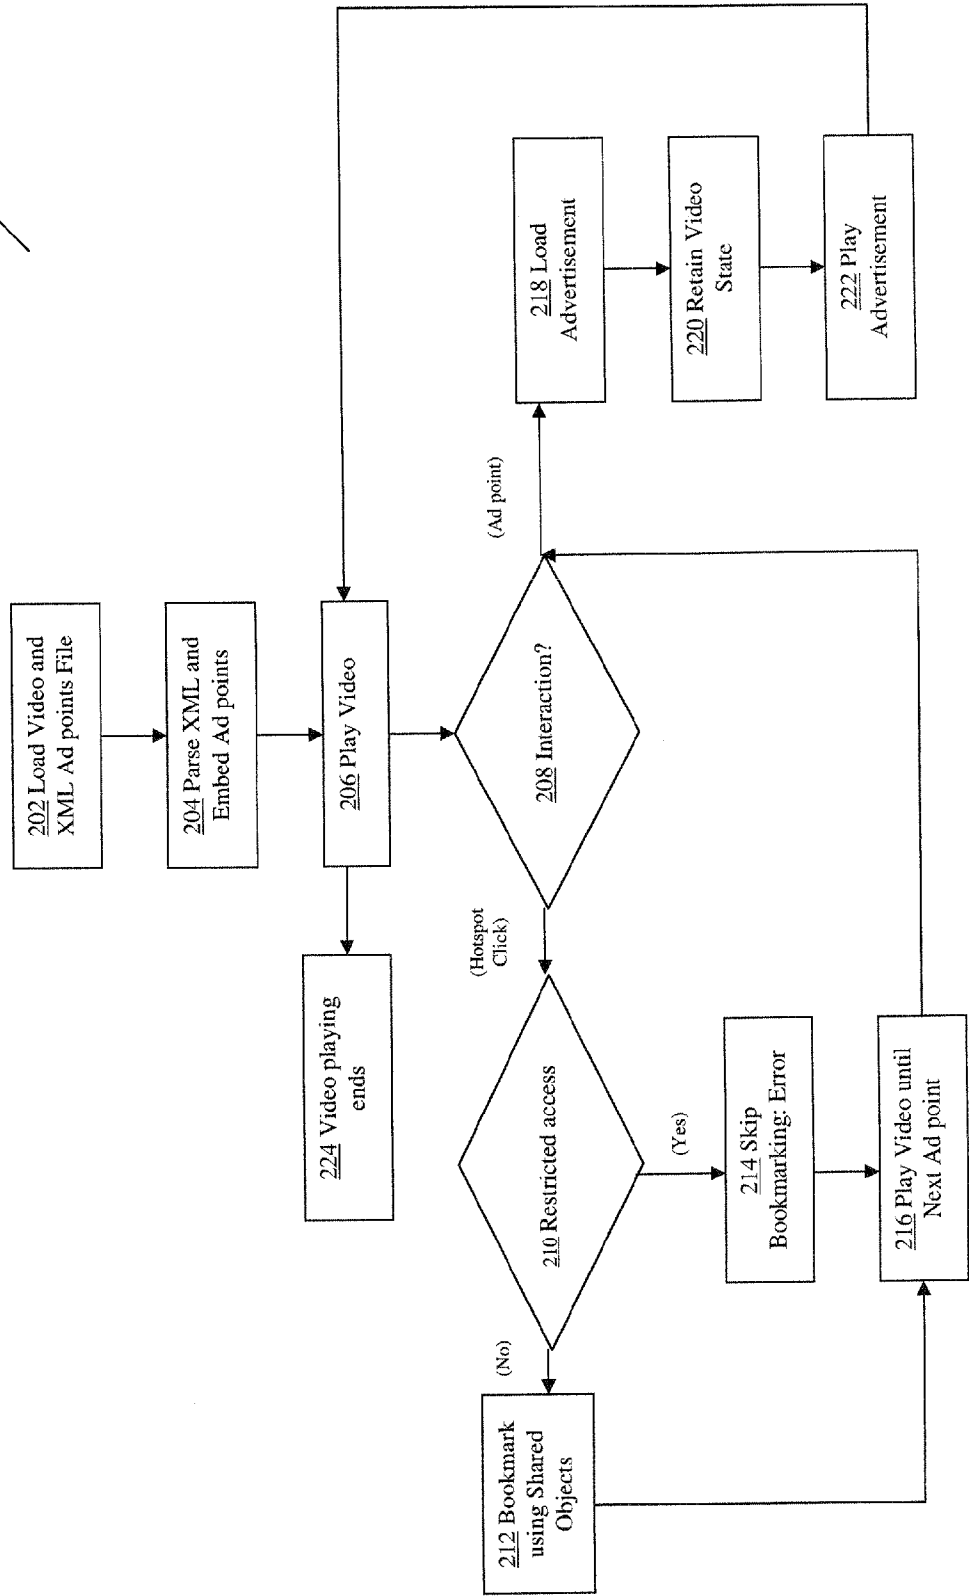 202 Load Video and
XML Ad points File
204 Parse XML and
Embed Ad points
206 Play Video
224 Video playing
ends
208 Interaction?
(Ad point)
218 Load
Advertisement
220 Retain Video
State
222 Play
Advertisement
(Hotspot
Click)
210 Restricted access
(No)
212 Bookmark
using Shared
Objects
(Yes)
214 Skip
Bookmarking: Error
216 Play Video until
Next Ad point